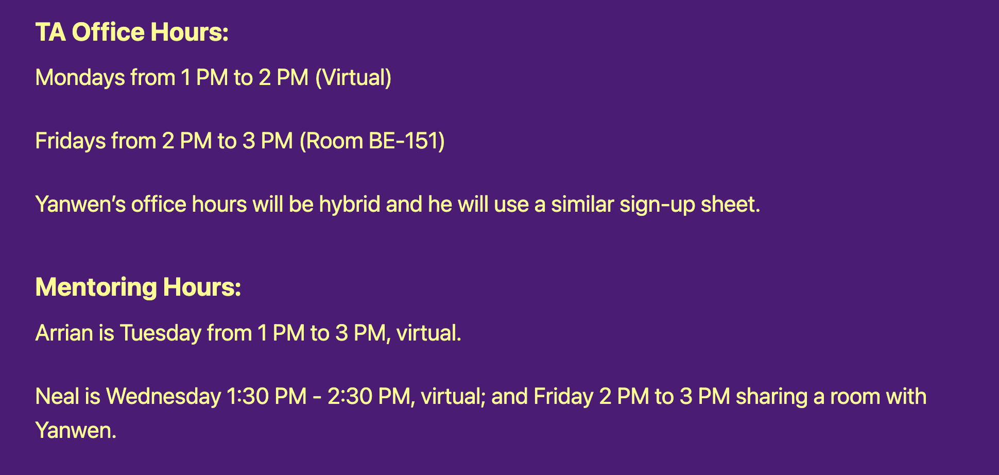 TA Office Hours:
Mondays from 1 PM to 2 PM (Virtual)
Fridays from 2 PM to 3 PM (Room BE-151)
Yanwen’s office hours will be hybrid and he will use a similar sign-up sheet.
Mentoring Hours:
Arrian is Tuesday from 1 PM to 3 PM, virtual.
Neal is Wednesday 1:30 PM - 2:30 PM, virtual; and Friday 2 PM to 3 PM sharing a room with
Yanwen.